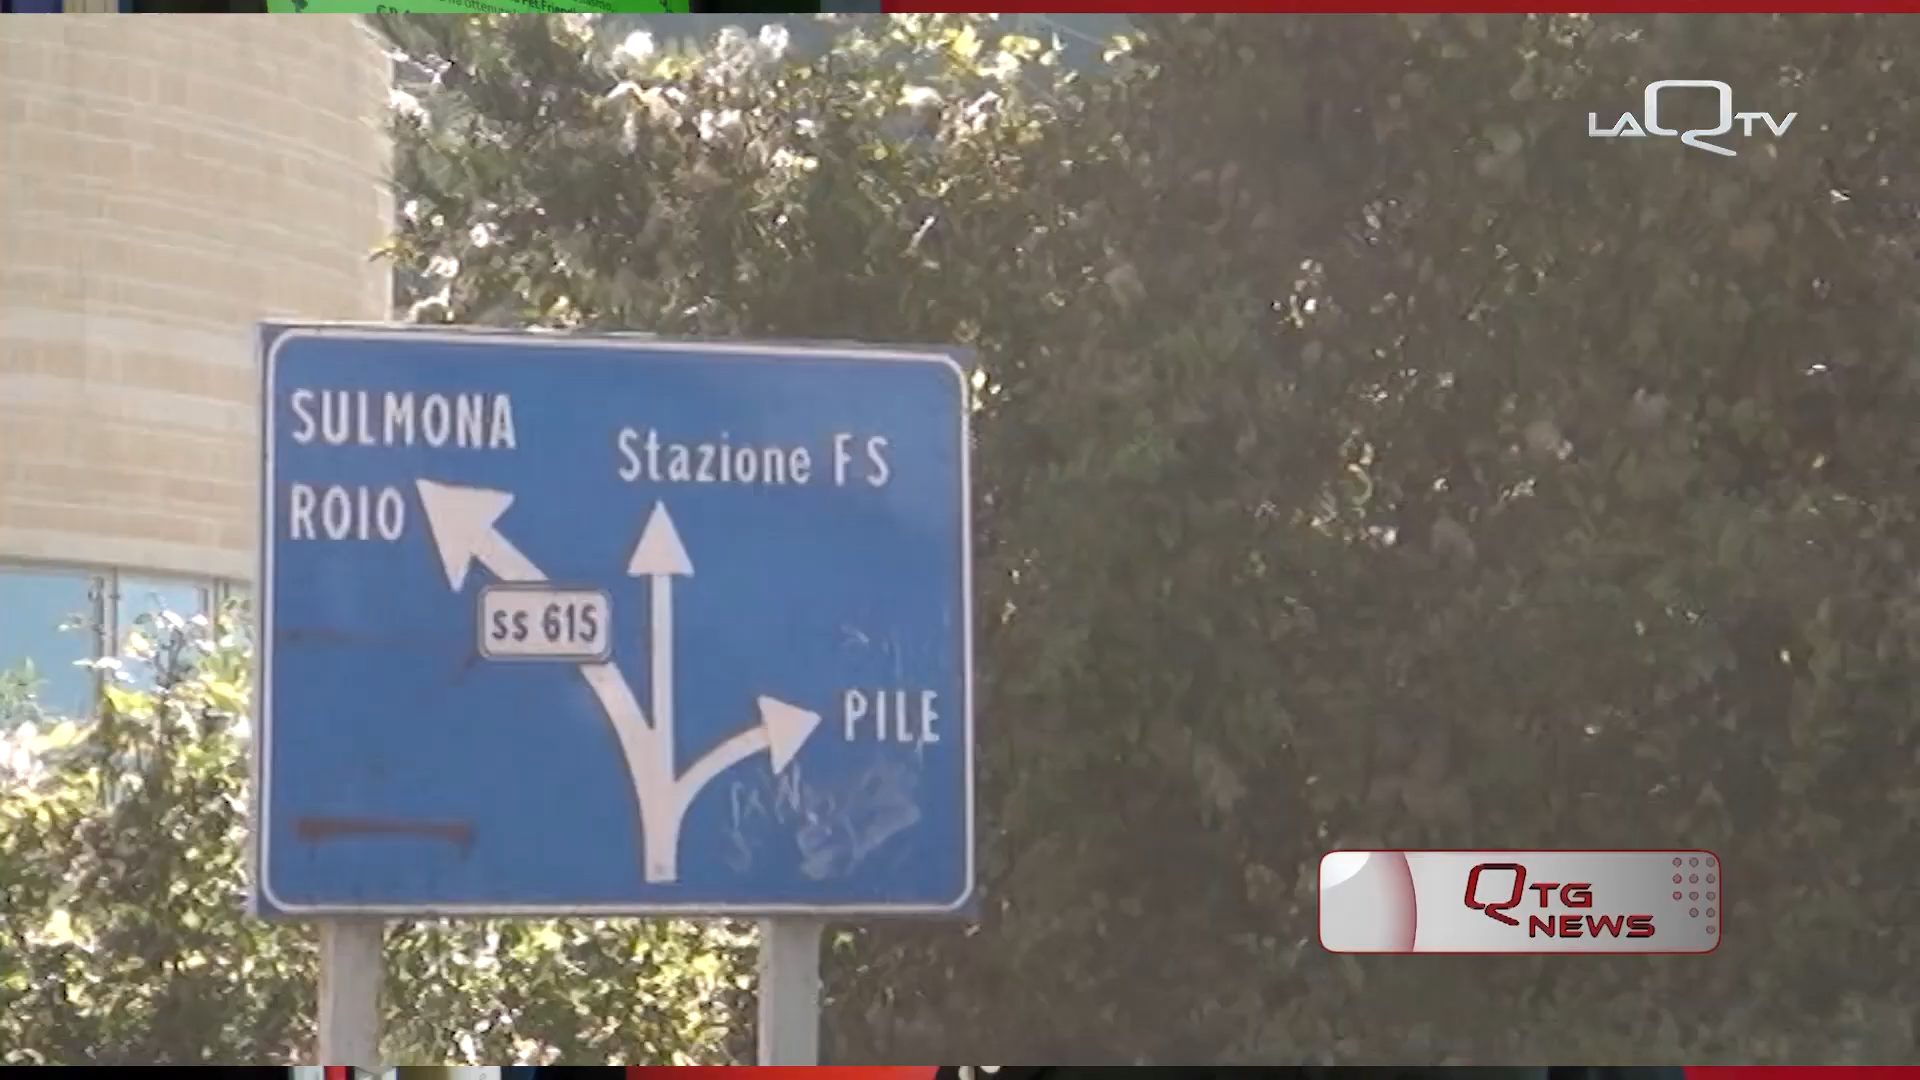 LAQTV
SULMONA
ROIO
Stazione FS
ss 615
PILE
QTG
NEWS